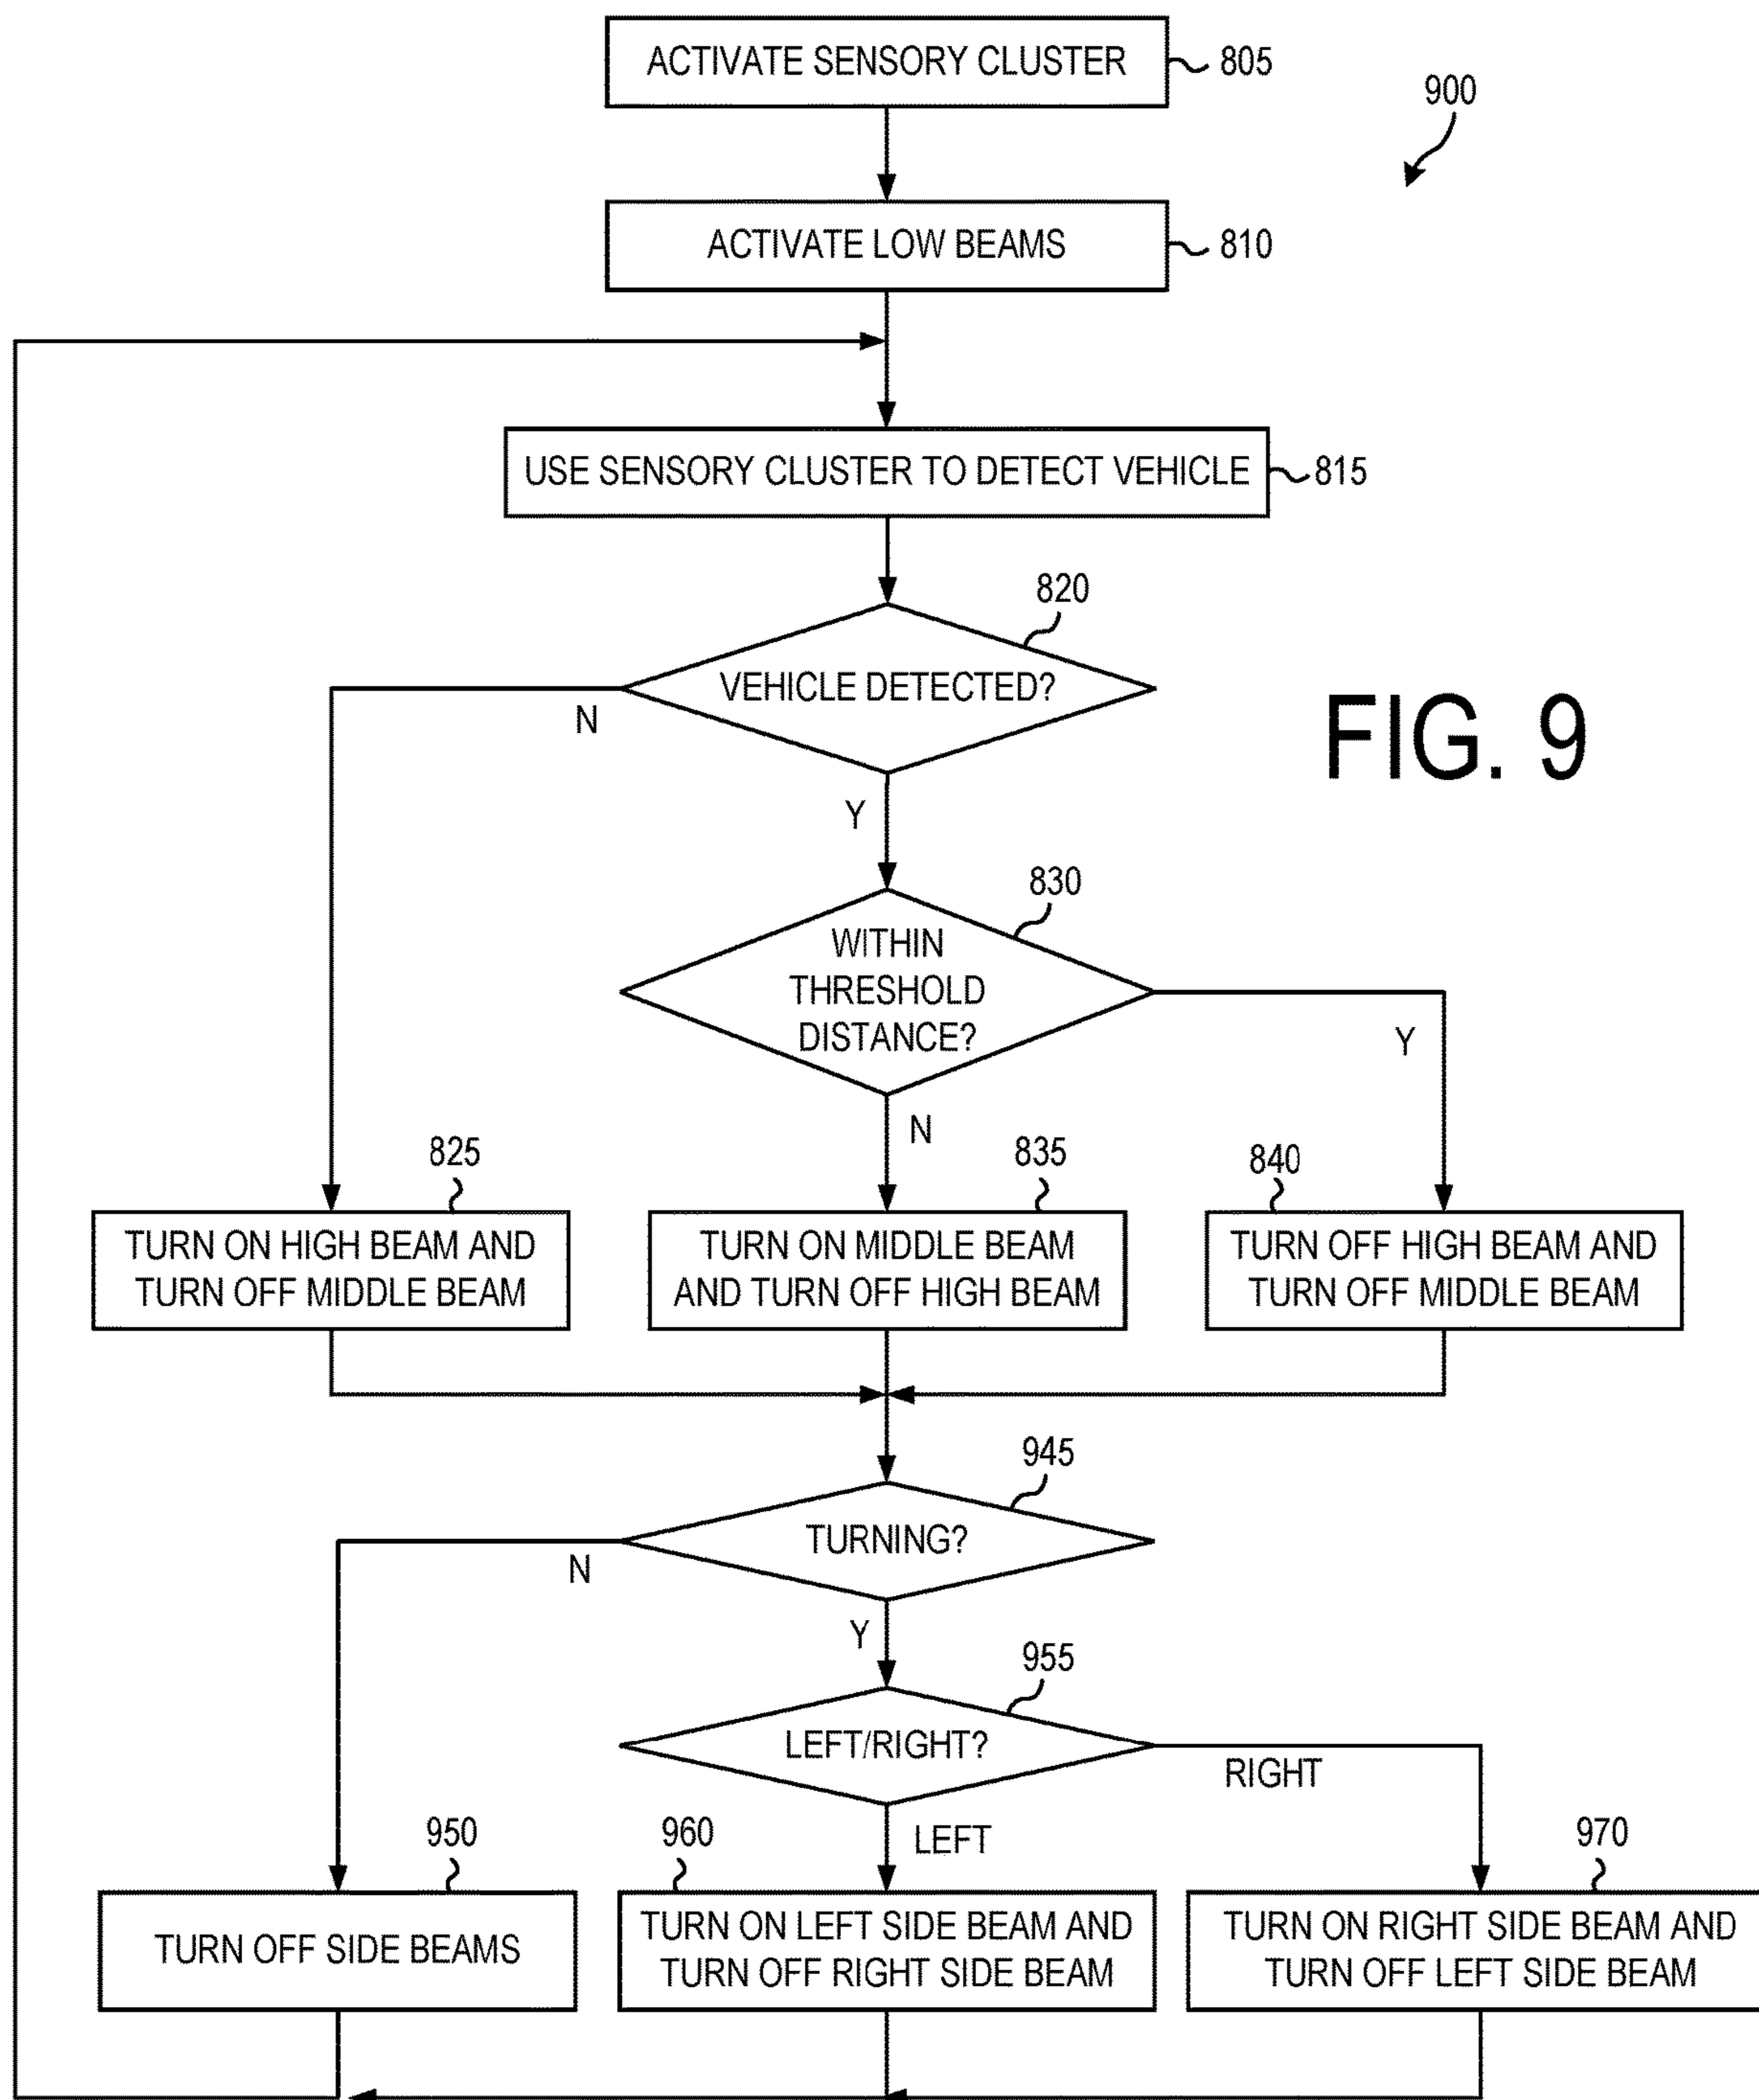 ACTIVATE SENSORY CLUSTER
805
900
ACTIVATE LOW BEAMS
810
USE SENSORY CLUSTER TO DETECT VEHICLE
815
820
VEHICLE DETECTED?
N
FIG. 9
Y
830
WITHIN
THRESHOLD
DISTANCE?
Y
N
825
835
840
TURN ON HIGH BEAM AND
TURN OFF MIDDLE BEAM
TURN ON MIDDLE BEAM
AND TURN OFF HIGH BEAM
TURN OFF HIGH BEAM AND
TURN OFF MIDDLE BEAM
945
TURNING?
N
Y
955
LEFT/RIGHT?
RIGHT
LEFT
950
960
970
TURN OFF SIDE BEAMS
TURN ON LEFT SIDE BEAM AND
TURN OFF RIGHT SIDE BEAM
TURN ON RIGHT SIDE BEAM AND
TURN OFF LEFT SIDE BEAM